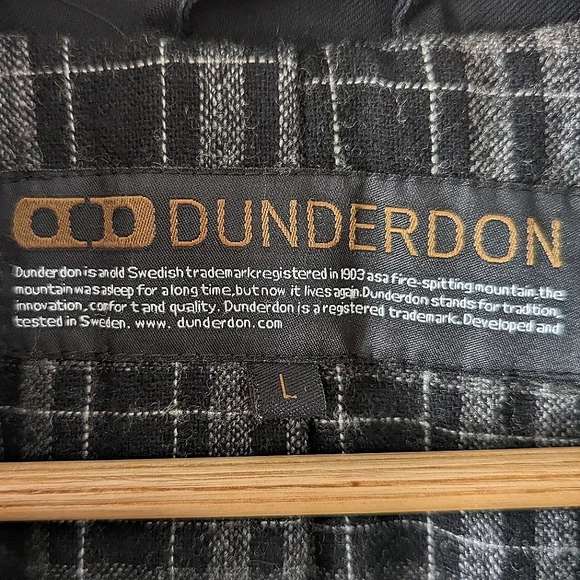 DUNDERDON
Dunderdon is an old Swedish trademark registered in 1903 as a fire-spitting mountain, the
mountain was asleep for a long time, but now it lives again. Dunderdon stands for tradition,
innovation, comfort and quality. Dunderdon is a registered trademark. Developed and
tested in Sweden. www. dunderdon.com
L